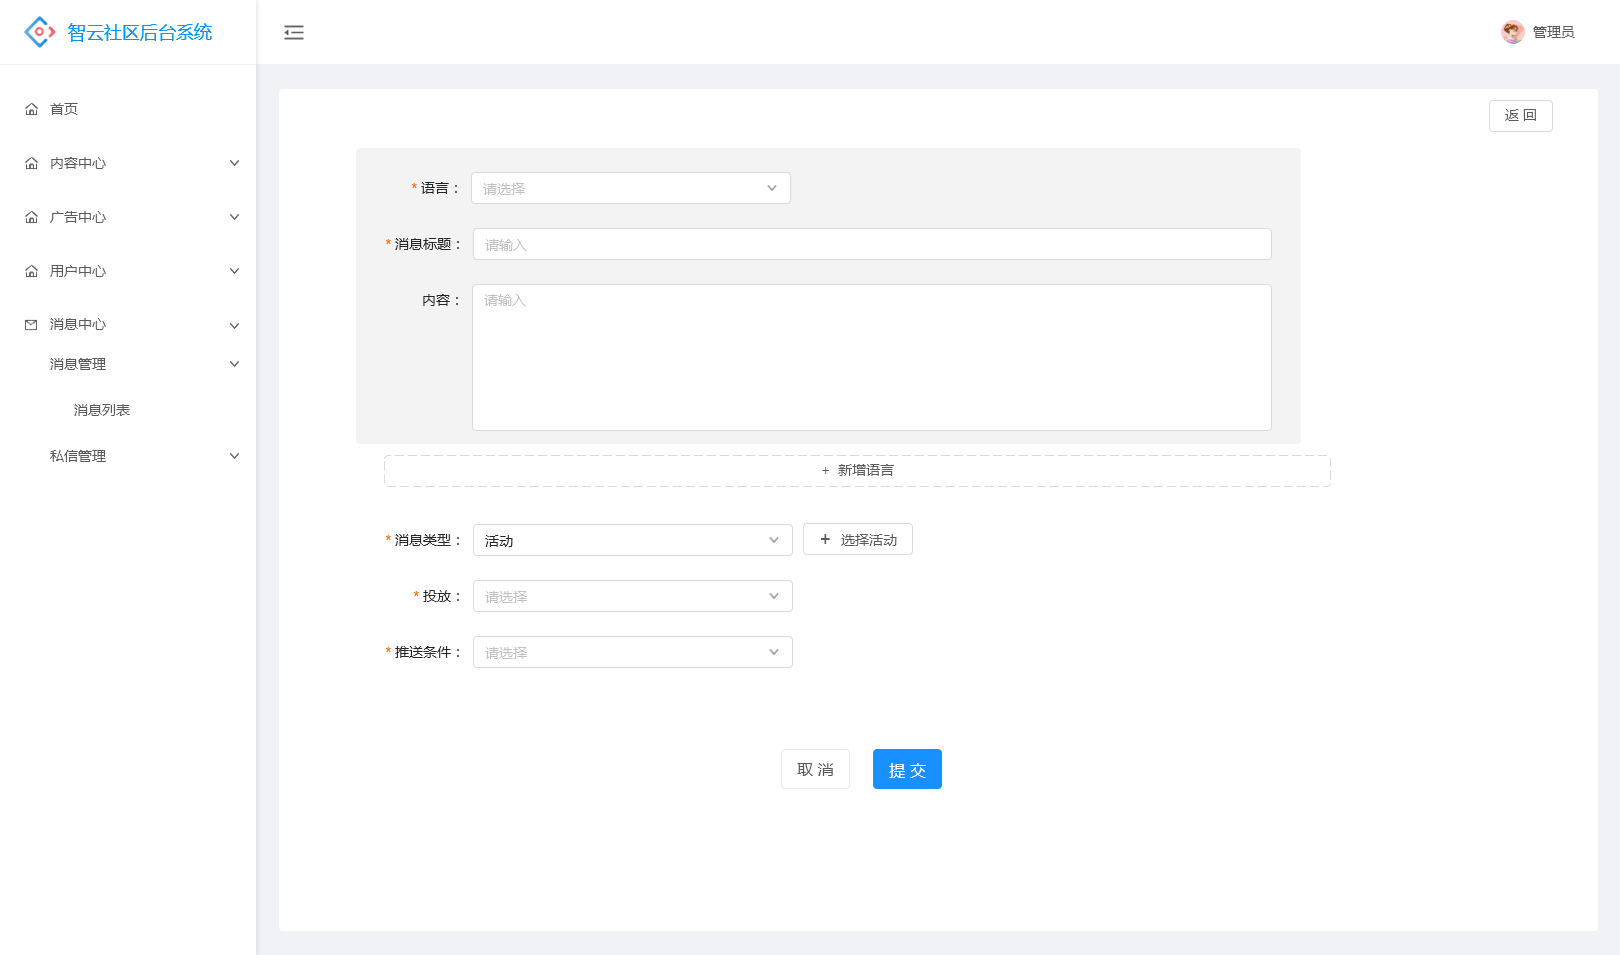 智云社区后台系统
管理员
首页
内容中心
广告中心
用户中心
消息中心
消息管理
消息列表
私信管理
返 回
* 语言：
请选择
* 消息标题：
请输入
内容：
请输入
+ 新增语言
* 消息类型：
活动
+ 选择活动
* 投放：
请选择
* 推送条件：
请选择
取 消
提 交